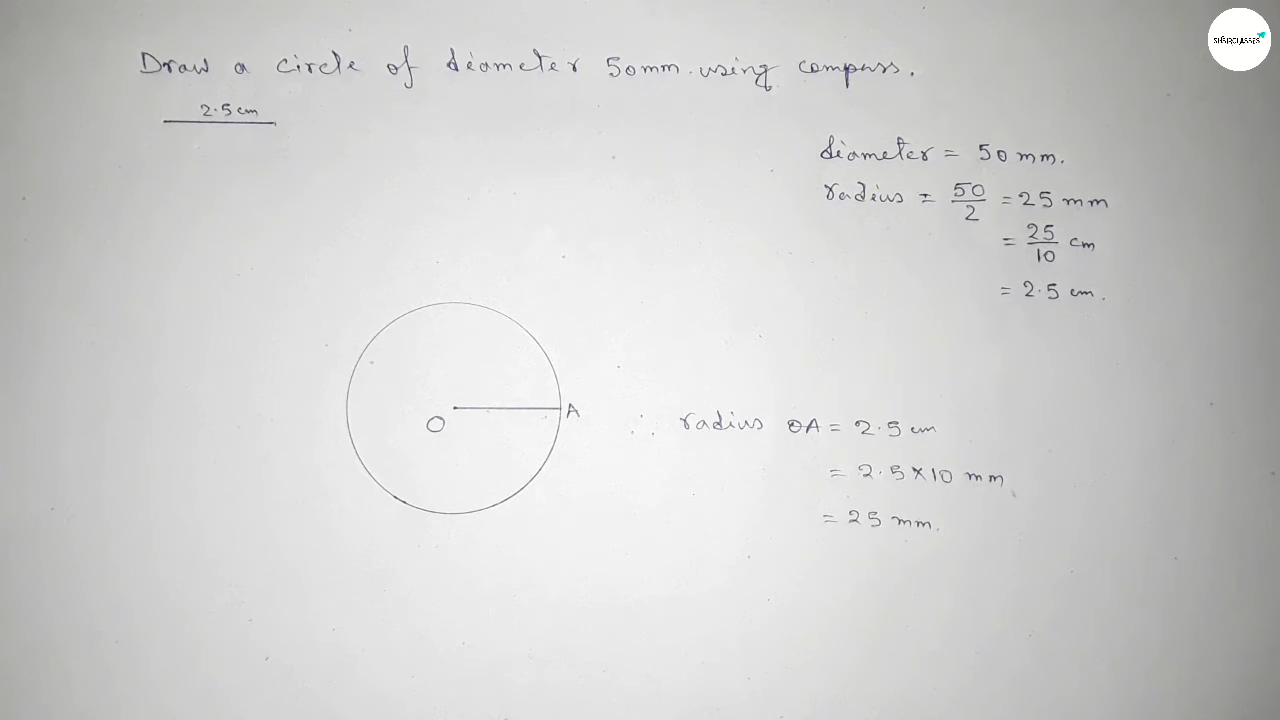 Draw a circle of diameter 50mm. using compass.
2.5 cm
diameter = 50 mm.
radius = 50/2 = 25 mm
= 25/10 cm
= 2.5 cm.
O
A
∴ radius OA = 2.5 cm
= 2.5 × 10 mm
= 25 mm.